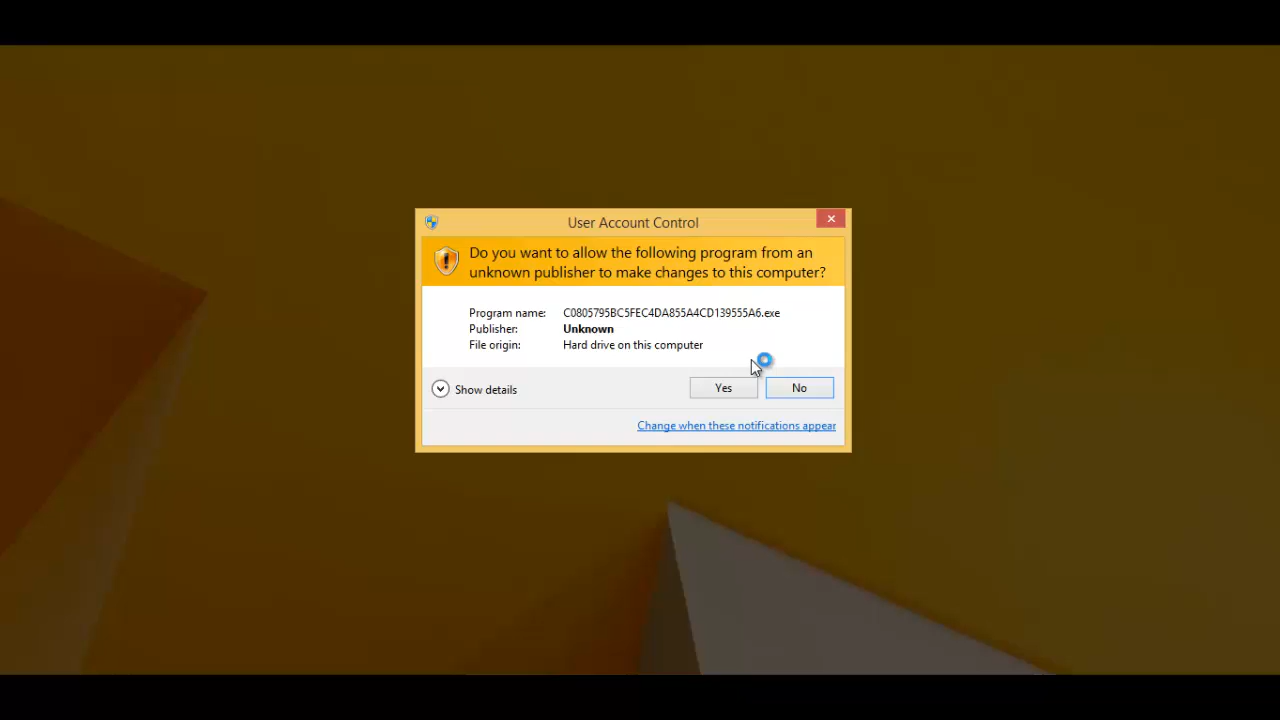 User Account Control
Do you want to allow the following program from an
unknown publisher to make changes to this computer?
Program name: C0805795BC5FEC4DA855A4CD139555A6.exe
Publisher: Unknown
File origin: Hard drive on this computer
Show details
Yes
No
Change when these notifications appear